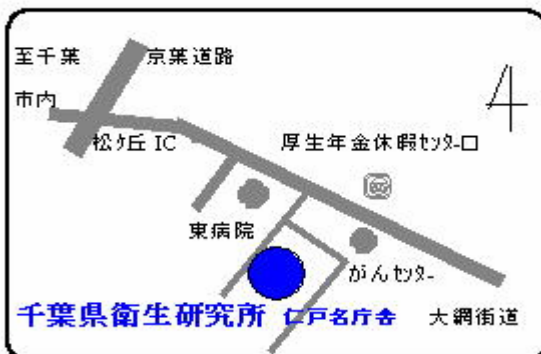 至千葉
京葉道路
市内
松ケ丘 IC
厚生年金休暇センター口
東病院
がんセンター
千葉県衛生研究所 仁戸名庁舎
大網街道